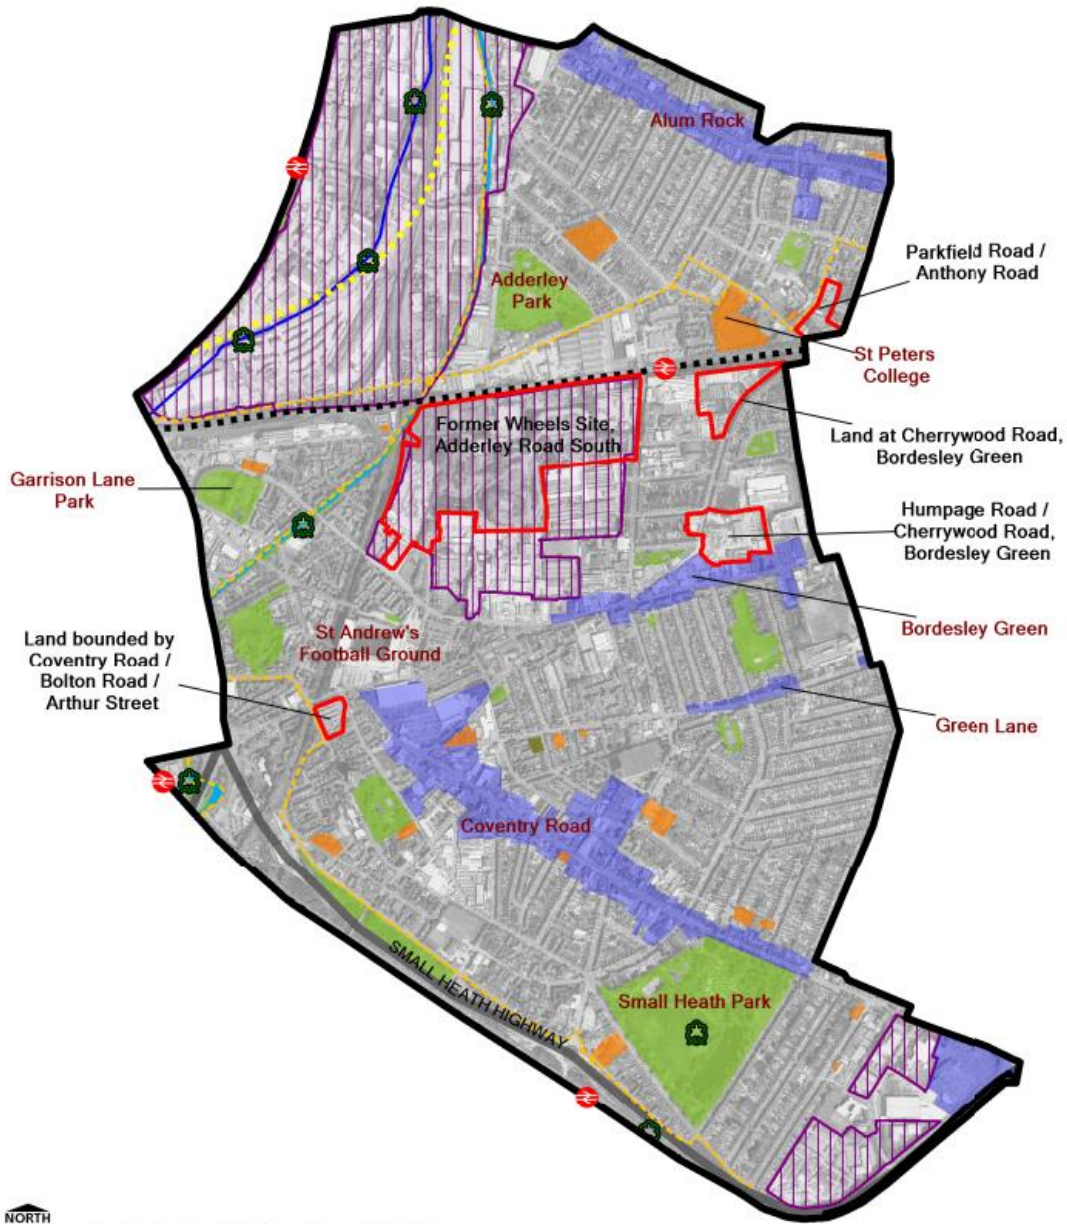 Alum Rock
Parkfield Road /
Anthony Road
Adderley
Park
St Peters
College
Former Wheels Site,
Adderley Road South
Land at Cherrywood Road,
Bordesley Green
Garrison Lane
Park
Humpage Road /
Cherrywood Road,
Bordesley Green
Bordesley Green
St Andrew's
Football Ground
Land bounded by
Coventry Road /
Bolton Road /
Arthur Street
Green Lane
Coventry Road
SMALL HEATH HIGHWAY
Small Heath Park
NORTH